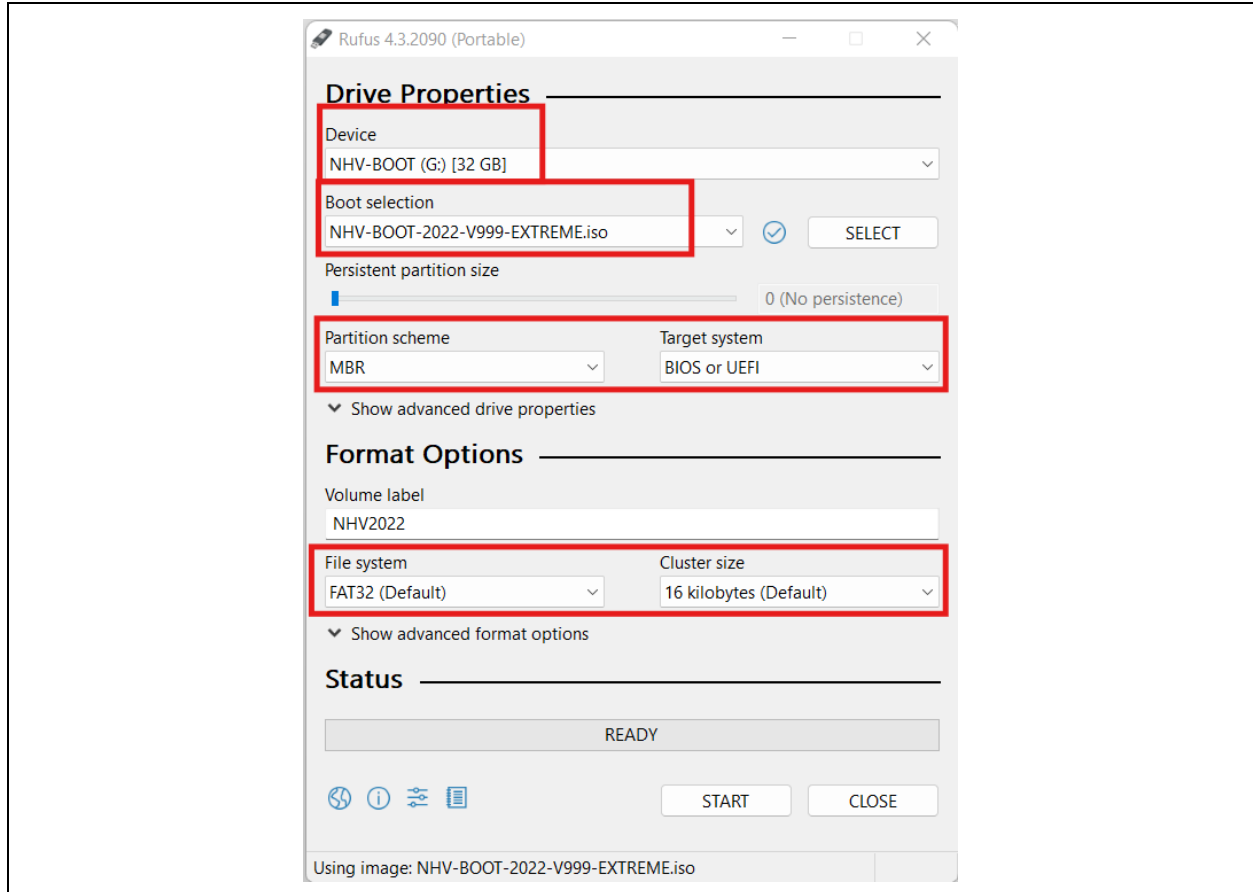 Rufus 4.3.2090 (Portable)
Drive Properties
Device
NHV-BOOT (G:) [32 GB]
Boot selection
NHV-BOOT-2022-V999-EXTREME.iso
SELECT
Persistent partition size
0 (No persistence)
Partition scheme Target system
MBR BIOS or UEFI
Show advanced drive properties
Format Options
Volume label
NHV2022
File system Cluster size
FAT32 (Default) 16 kilobytes (Default)
Show advanced format options
Status
READY
START CLOSE
Using image: NHV-BOOT-2022-V999-EXTREME.iso